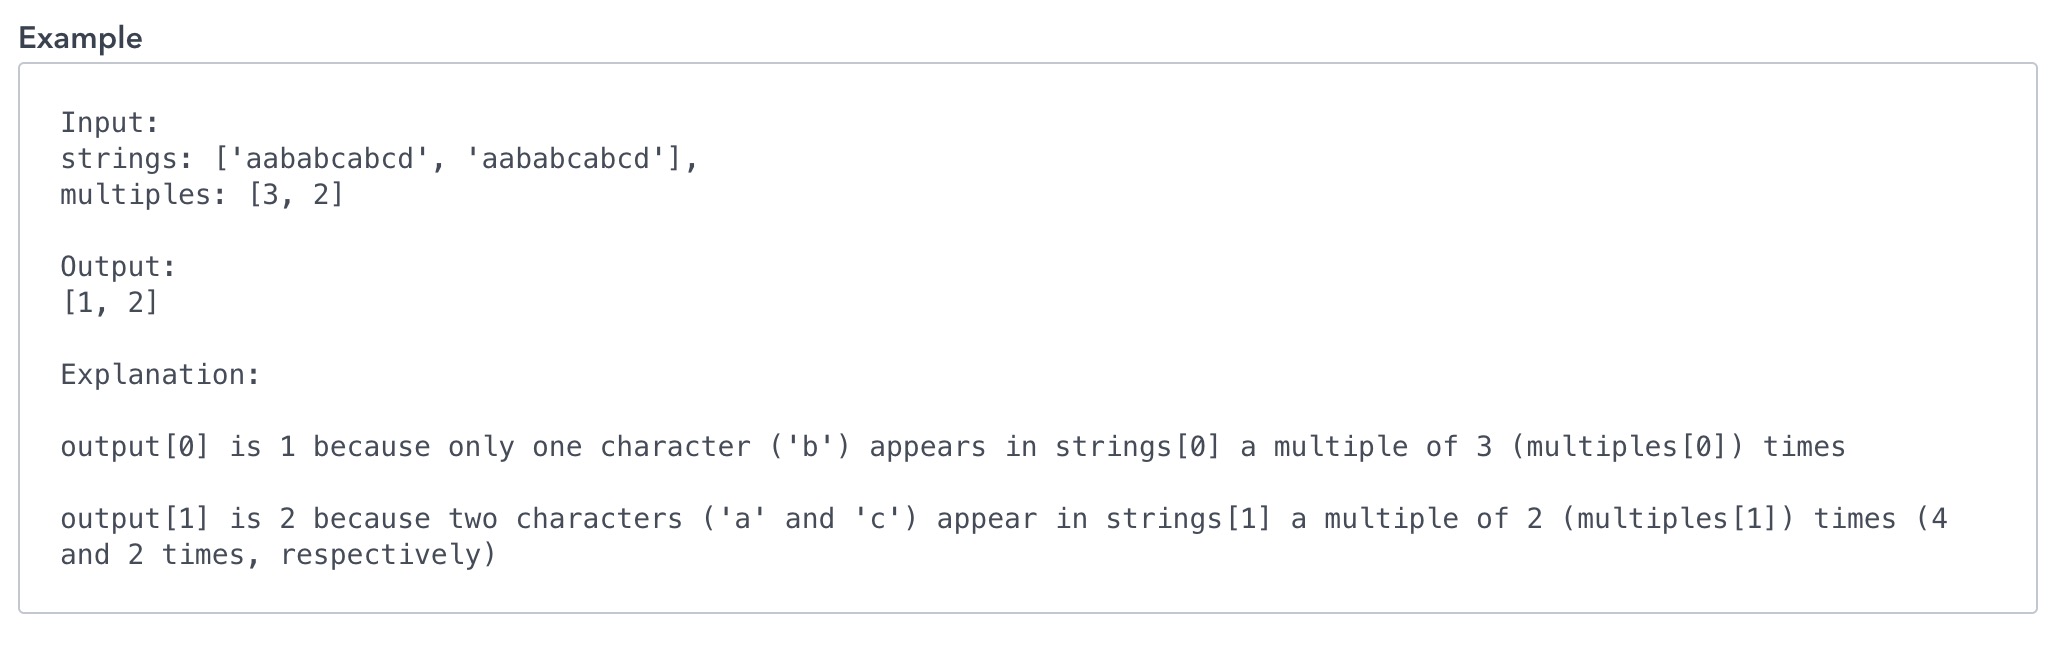 Example
Input:
strings: ['aababcabcd', 'aababcabcd'],
multiples: [3, 2]
Output:
[1, 2]
Explanation:
output[0] is 1 because only one character ('b') appears in strings[0] a multiple of 3 (multiples[0]) times
output[1] is 2 because two characters ('a' and 'c') appear in strings[1] a multiple of 2 (multiples[1]) times (4
and 2 times, respectively)